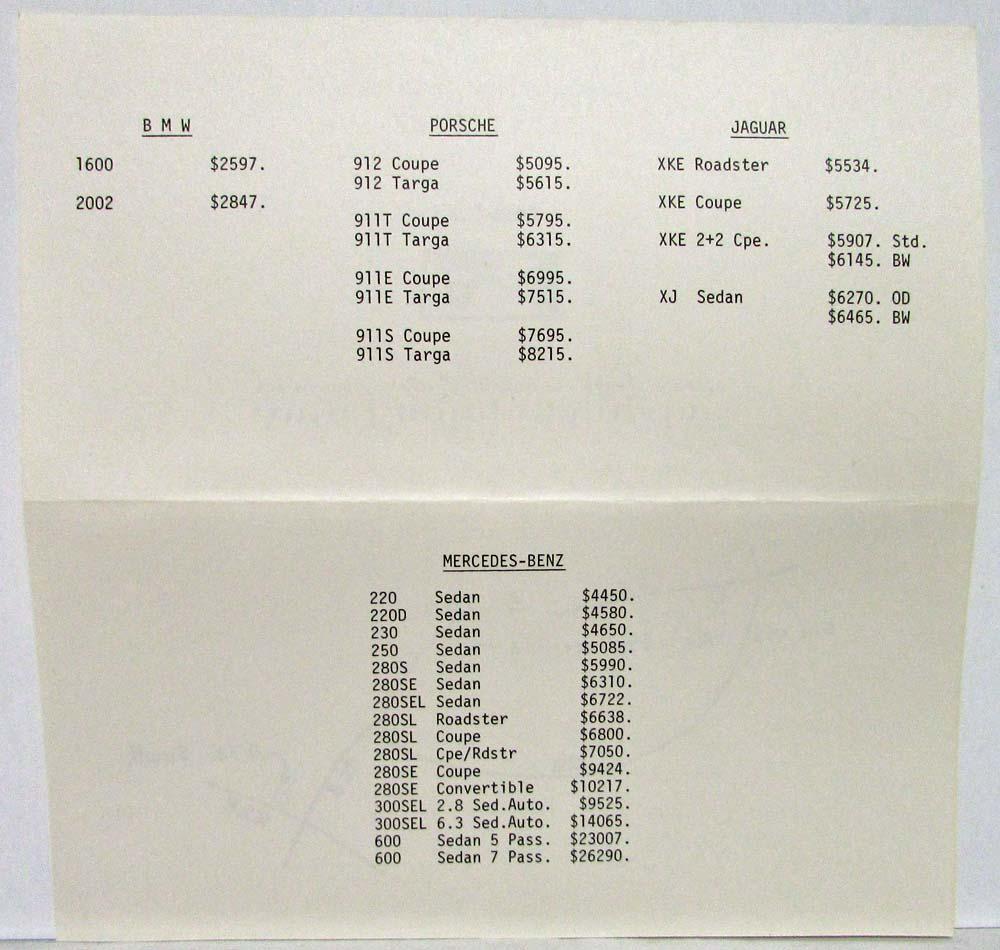 B M W
1600 $2597.
2002 $2847.
PORSCHE
912 Coupe $5095.
912 Targa $5615.
911T Coupe $5795.
911T Targa $6315.
911E Coupe $6995.
911E Targa $7515.
911S Coupe $7695.
911S Targa $8215.
JAGUAR
XKE Roadster $5534.
XKE Coupe $5725.
XKE 2+2 Cpe. $5907. Std.
$6145. BW
XJ Sedan $6270. OD
$6465. BW
MERCEDES-BENZ
220 Sedan $4450.
220D Sedan $4580.
230 Sedan $4650.
250 Sedan $5085.
280S Sedan $5990.
280SE Sedan $6310.
280SEL Sedan $6722.
280SL Roadster $6638.
280SL Coupe $6800.
280SL Cpe/Rdstr $7050.
280SE Coupe $9424.
280SE Convertible $10217.
300SEL 2.8 Sed.Auto. $9525.
300SEL 6.3 Sed.Auto. $14065.
600 Sedan 5 Pass. $23007.
600 Sedan 7 Pass. $26290.